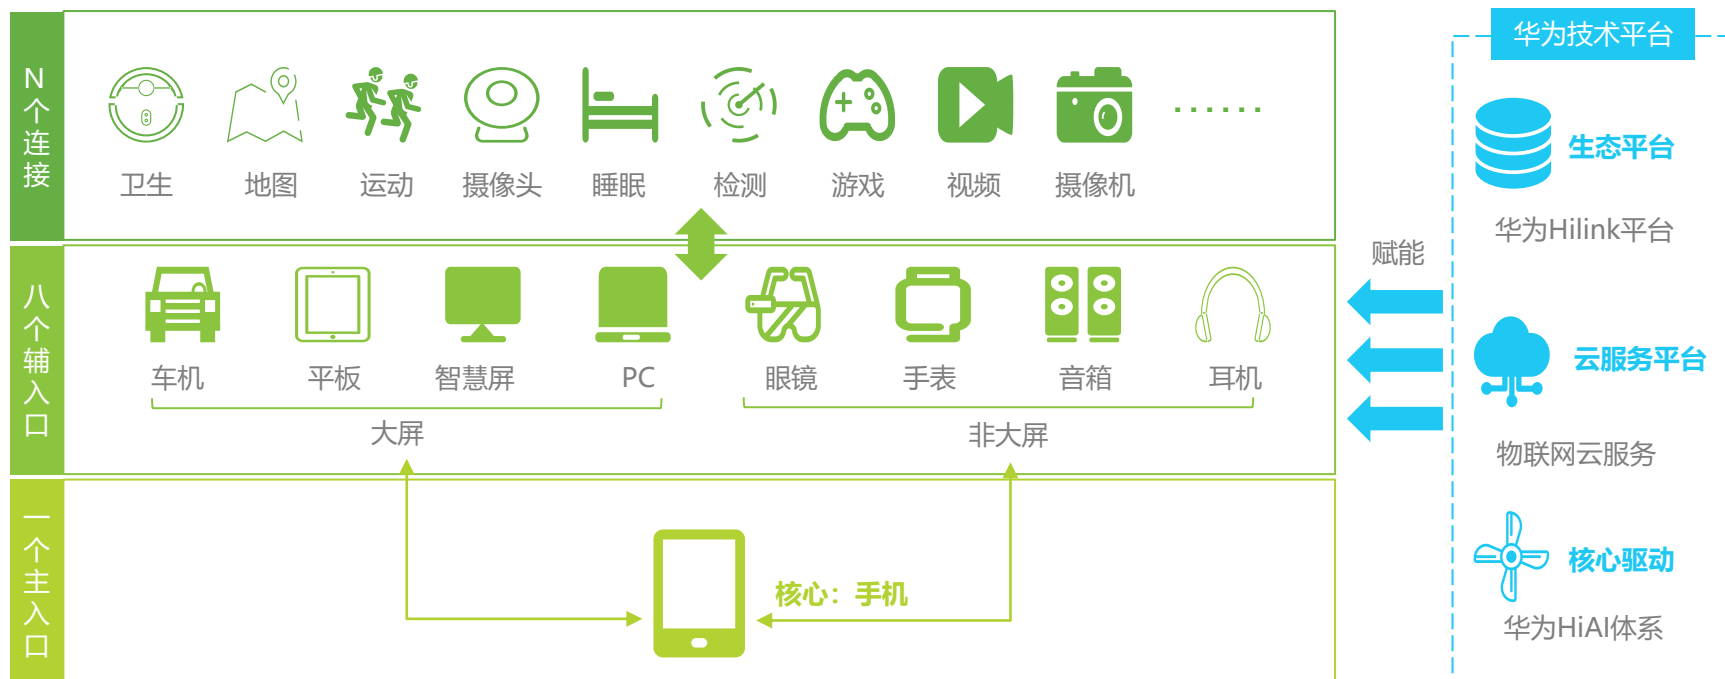 N个连接
卫生
地图
运动
摄像头
睡眠
检测
游戏
视频
摄像机
......
八个辅入口
车机
平板
智慧屏
PC
眼镜
手表
音箱
耳机
大屏
非大屏
一个主入口
核心：手机
赋能
华为技术平台
生态平台
华为Hilink平台
云服务平台
物联网云服务
核心驱动
华为HiAI体系